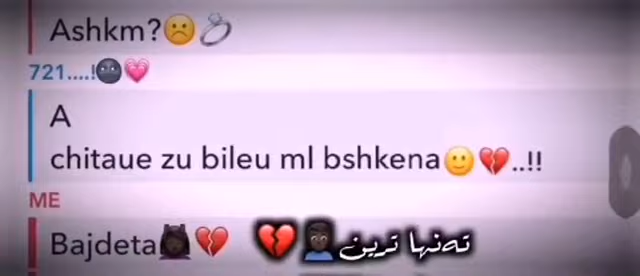 Ashkm?☹️💍
721....!🌚💗
A
chitaue zu bileu ml bshkena🙂💔..!!
ME
Bajdeta💔
تەنها ترین🙍🏿‍♂️💔